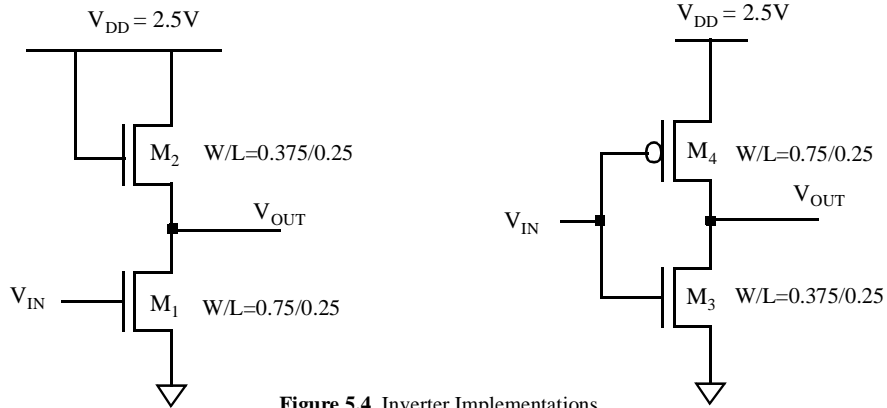 V_DD = 2.5V
M_2 W/L=0.375/0.25
V_OUT
V_IN
M_1 W/L=0.75/0.25
V_DD = 2.5V
M_4 W/L=0.75/0.25
V_OUT
V_IN
M_3 W/L=0.375/0.25
Figure 5.4 Inverter Implementations